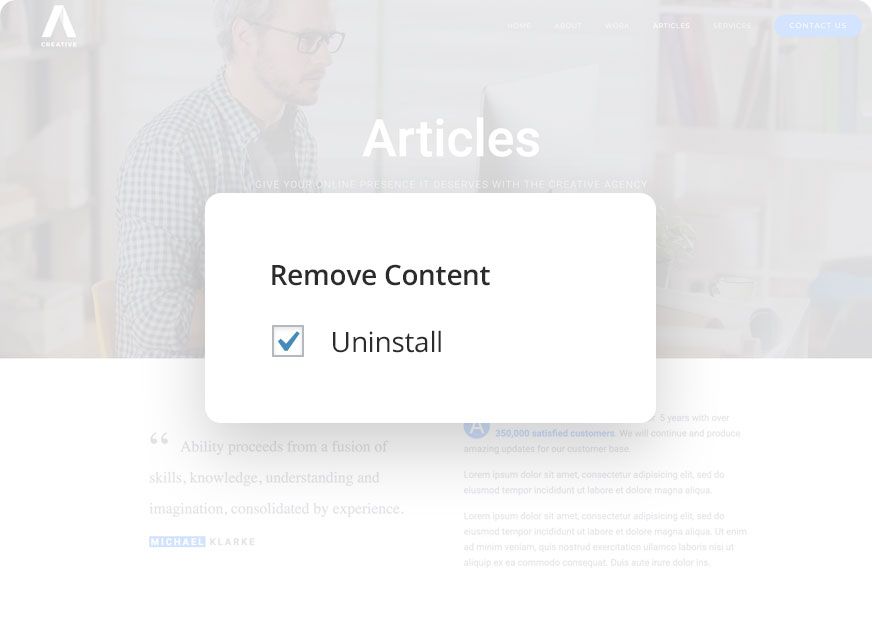 CREATIVE
HOME ABOUT WORK ARTICLES SERVICES CONTACT US
Articles
GIVE YOUR ONLINE PRESENCE IT DESERVES WITH THE CREATIVE AGENCY
Remove Content
Uninstall
“ Ability proceeds from a fusion of
skills, knowledge, understanding and
imagination, consolidated by experience.
MICHAEL KLARKE
A
5 years with over
350,000 satisfied customers. We will continue and produce
amazing updates for our customer base.
Lorem ipsum dolor sit amet, consectetur adipisicing elit, sed do
eiusmod tempor incididunt ut labore et dolore magna aliqua.
Lorem ipsum dolor sit amet, consectetur adipisicing elit, sed do
eiusmod tempor incididunt ut labore et dolore magna aliqua. Ut enim
ad minim veniam, quis nostrud exercitation ullamco laboris nisi ut
aliquip ex ea commodo consequat. Duis aute irure dolor ins.